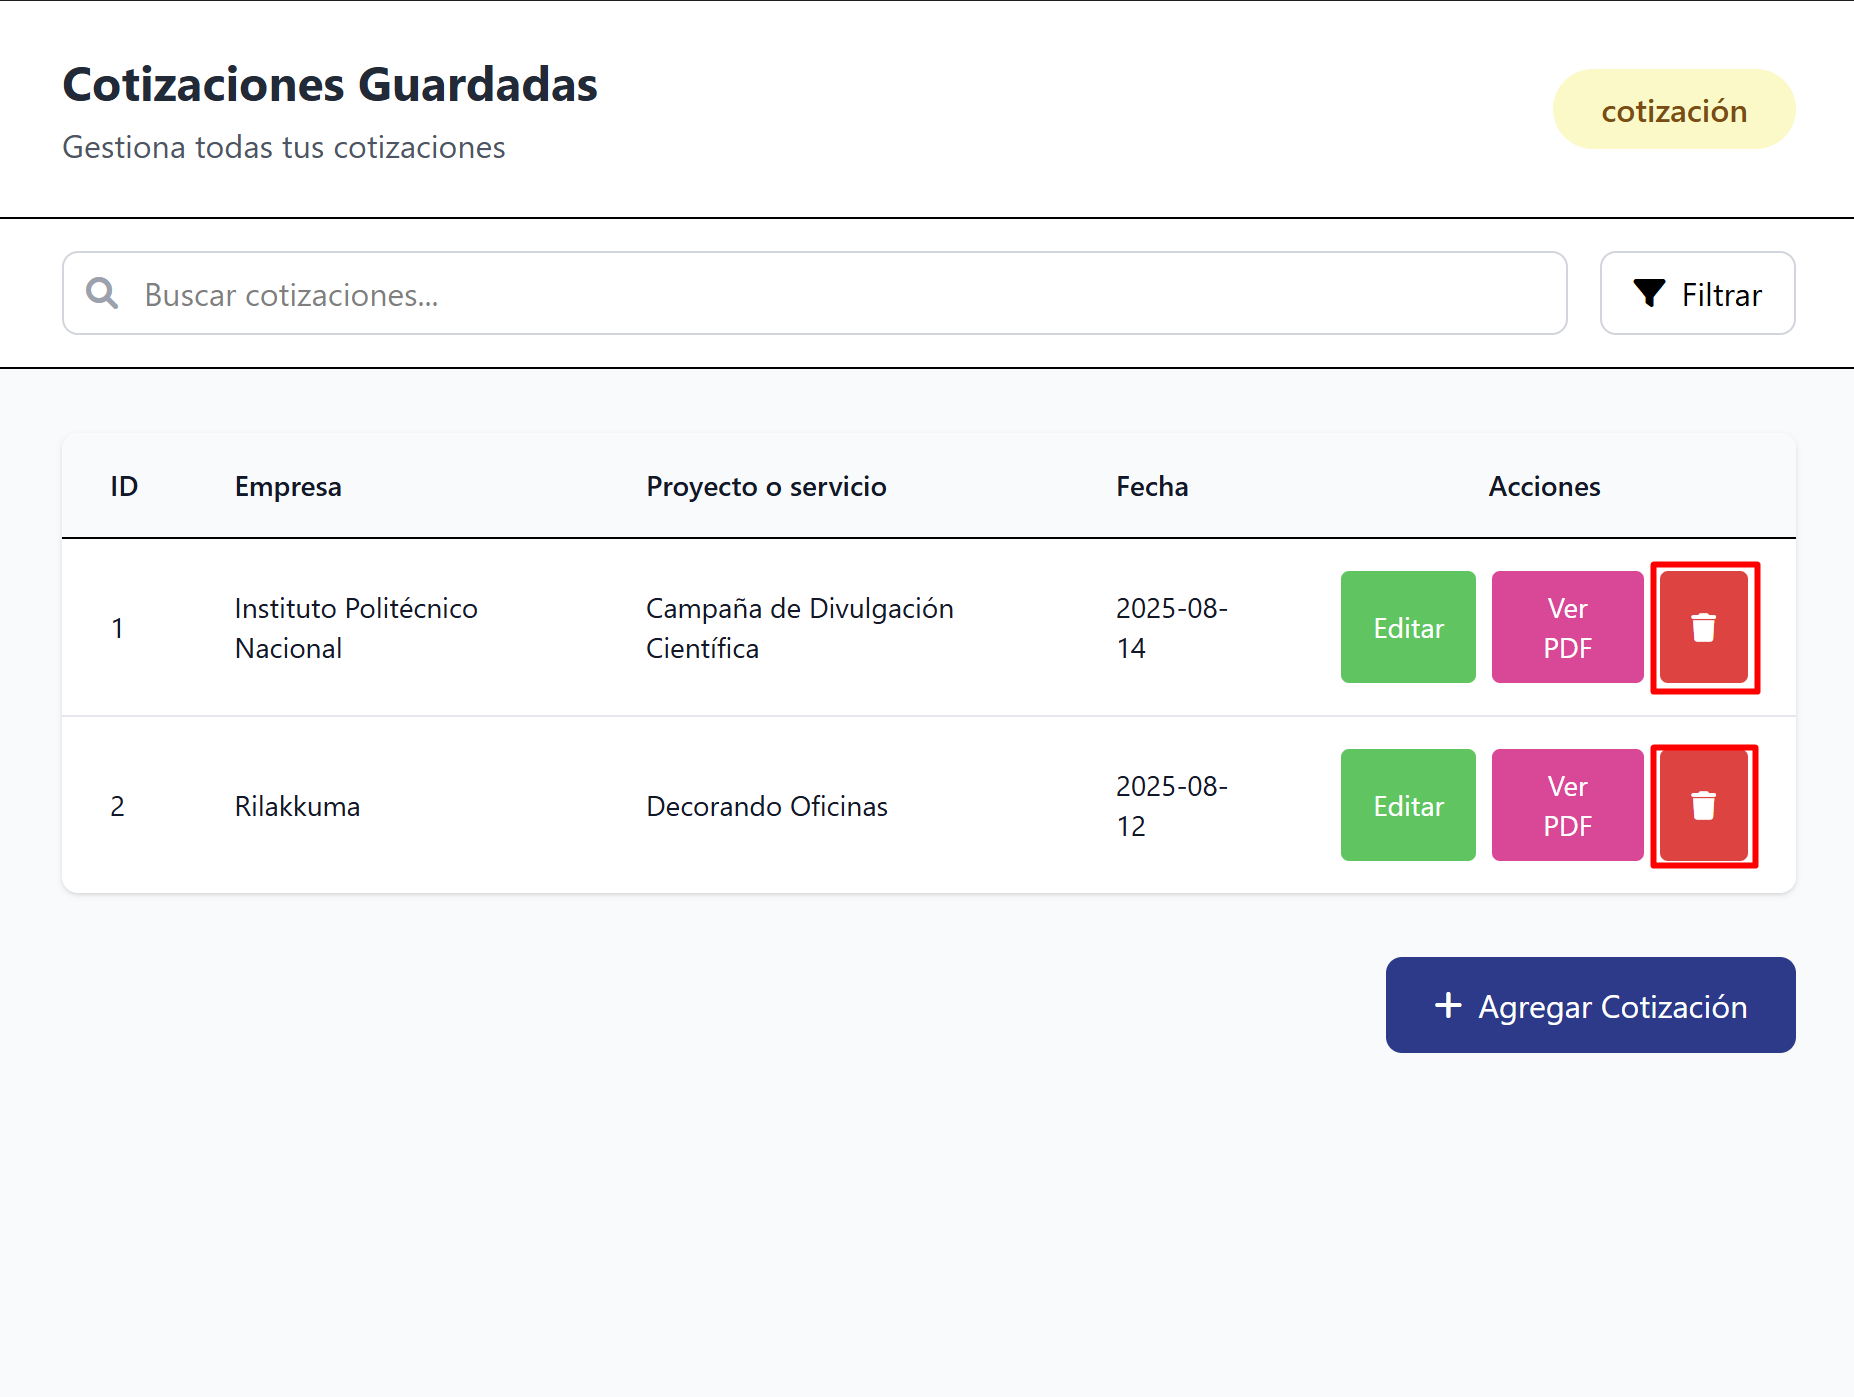 Cotizaciones Guardadas
Gestiona todas tus cotizaciones
cotización
Buscar cotizaciones...
Filtrar
ID Empresa Proyecto o servicio Fecha Acciones
1 Instituto Politécnico Nacional Campaña de Divulgación Científica 2025-08-14 Editar Ver PDF
2 Rilakkuma Decorando Oficinas 2025-08-12 Editar Ver PDF
+ Agregar Cotización